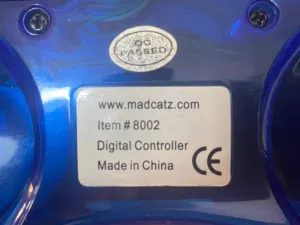 QC
PASSED
www.madcatz.com
Item # 8002
Digital Controller
Made in China CE